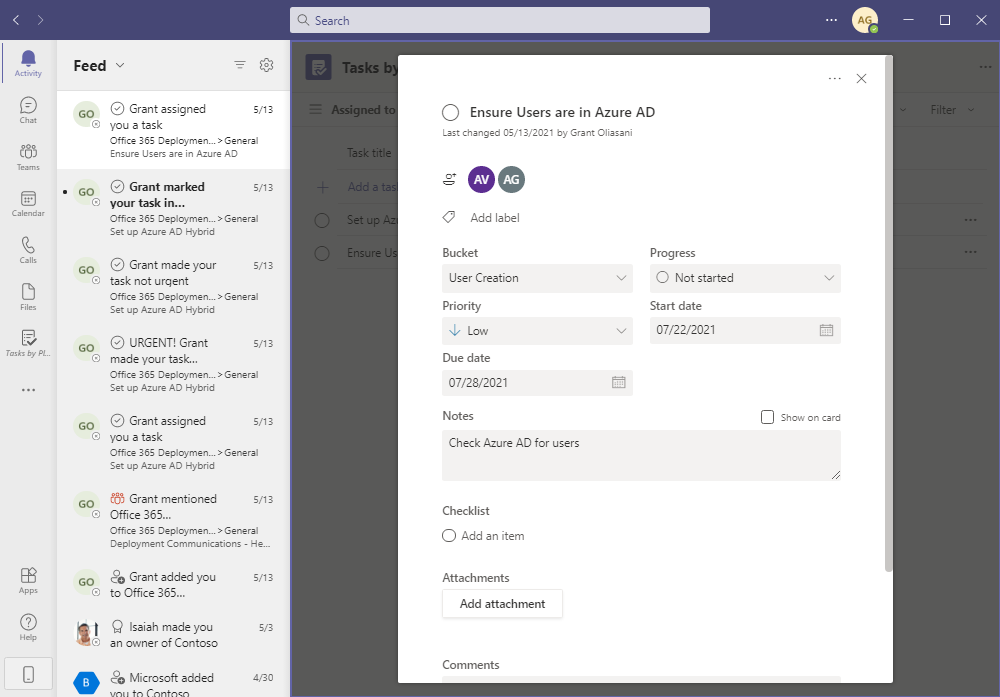 Search
AG
Activity
Chat
Teams
Calendar
Calls
Files
Tasks by Pl...
Apps
Help
Feed
GO
Grant assigned
you a task
5/13
Office 365 Deploymen... > General
Ensure Users are in Azure AD
GO
Grant marked
your task in...
5/13
Office 365 Deploymen... > General
Set up Azure AD Hybrid
GO
Grant made your
task not urgent
5/13
Office 365 Deploymen... > General
Set up Azure AD Hybrid
GO
URGENT! Grant
made your task...
5/13
Office 365 Deploymen... > General
Set up Azure AD Hybrid
GO
Grant assigned
you a task
5/13
Office 365 Deploymen... > General
Set up Azure AD Hybrid
GO
Grant mentioned
Office 365...
5/13
Office 365 Deploymen... > General
Deployment Communications - He...
GO
Grant added you
to Office 365...
5/13
Isaiah made you
an owner of Contoso
5/3
B
Microsoft added
you to Contoso
4/30
Tasks by
Assigned to
Filter
Task title
Add a tas
Set up Azu
Ensure Us
Ensure Users are in Azure AD
Last changed 05/13/2021 by Grant Oliasani
AV AG
Add label
Bucket
User Creation
Progress
Not started
Priority
Low
Start date
07/22/2021
Due date
07/28/2021
Notes
Show on card
Check Azure AD for users
Checklist
Add an item
Attachments
Add attachment
Comments